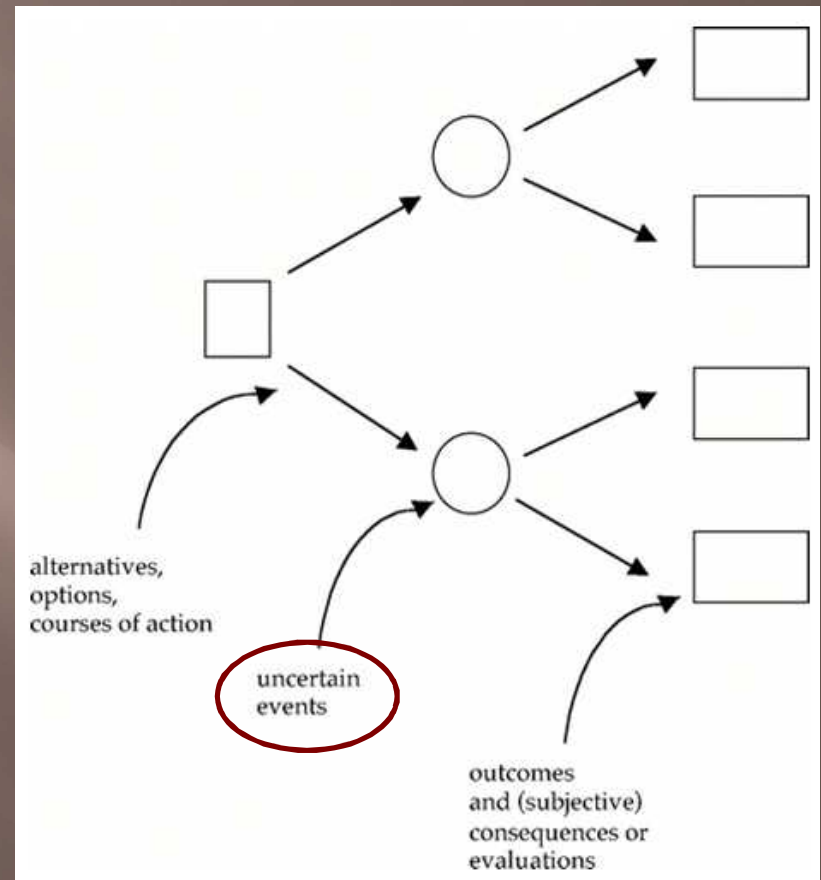 alternatives,
options,
courses of action
uncertain
events
outcomes
and (subjective)
consequences or
evaluations